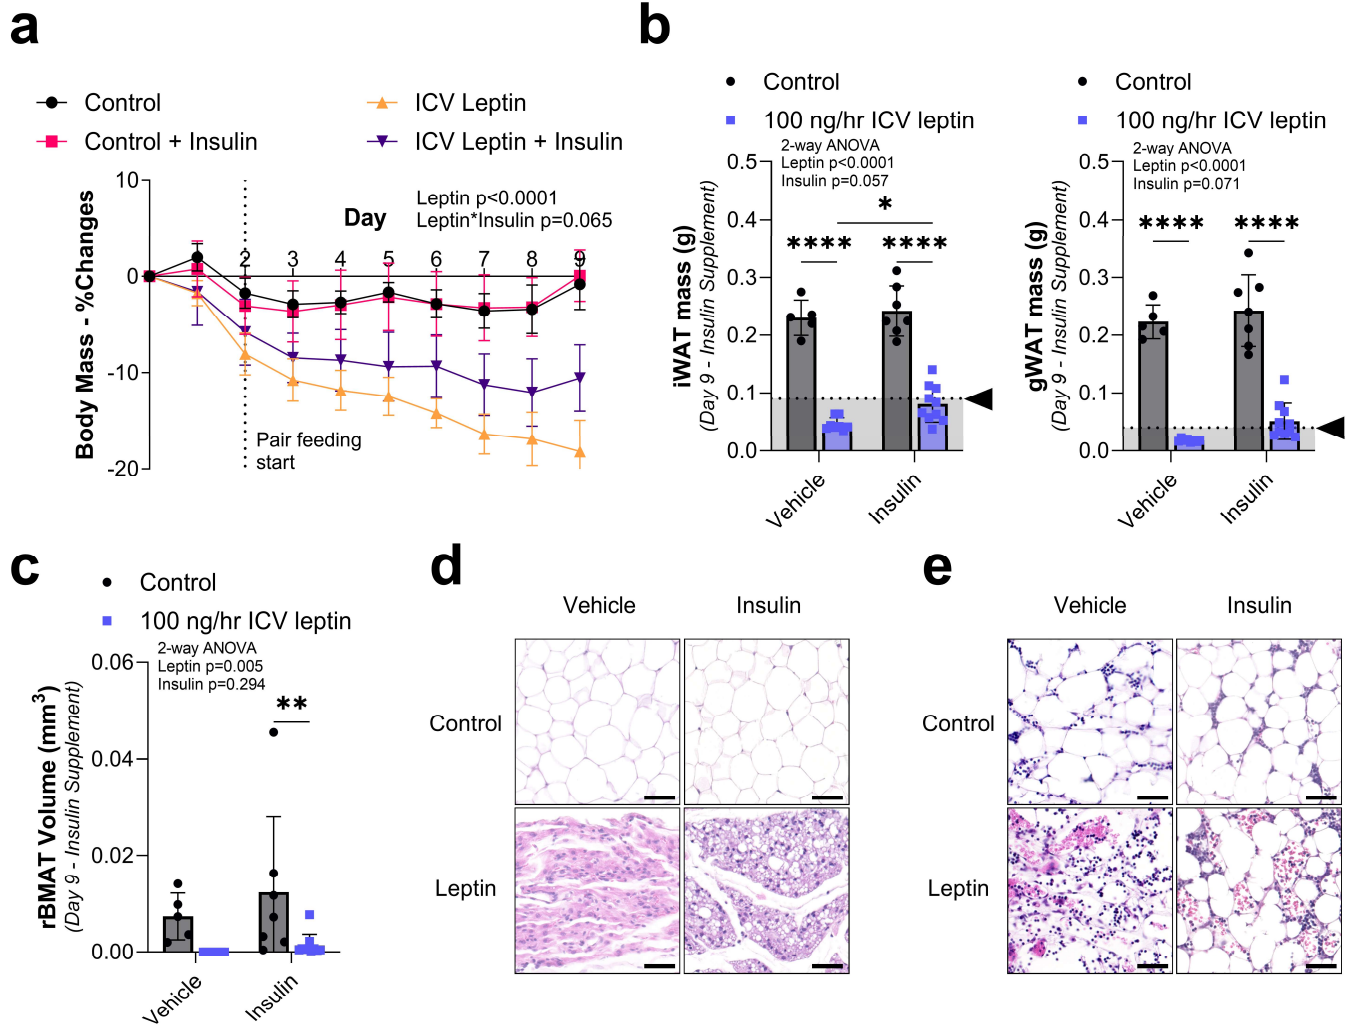 a
Control
ICV Leptin
Control + Insulin
ICV Leptin + Insulin
Leptin p<0.0001
Leptin*Insulin p=0.065
Day
Body Mass - %Changes
10
0
-10
-20
2
3
4
5
6
7
8
9
Pair feeding
start
b
Control
100 ng/hr ICV leptin
2-way ANOVA
Leptin p<0.0001
Insulin p=0.057
iWAT mass (g)
(Day 9 - Insulin Supplement)
0.5
0.4
0.3
0.2
0.1
0.0
*
****
****
Vehicle
Insulin
Control
100 ng/hr ICV leptin
2-way ANOVA
Leptin p<0.0001
Insulin p=0.071
gWAT mass (g)
(Day 9 - Insulin Supplement)
0.5
0.4
0.3
0.2
0.1
0.0
****
****
Vehicle
Insulin
c
Control
100 ng/hr ICV leptin
2-way ANOVA
Leptin p=0.005
Insulin p=0.294
rBMAT Volume (mm³)
(Day 9 - Insulin Supplement)
0.06
0.04
0.02
0.00
**
Vehicle
Insulin
d
Vehicle
Insulin
Control
Leptin
e
Vehicle
Insulin
Control
Leptin